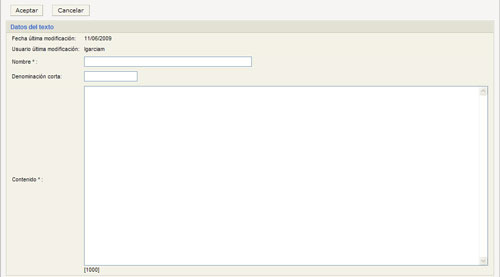 Aceptar Cancelar
Datos del texto
Fecha última modificación: 11/06/2009
Usuario última modificación: lgarciam
Nombre * :
Denominación corta:
Contenido * :
[1000]